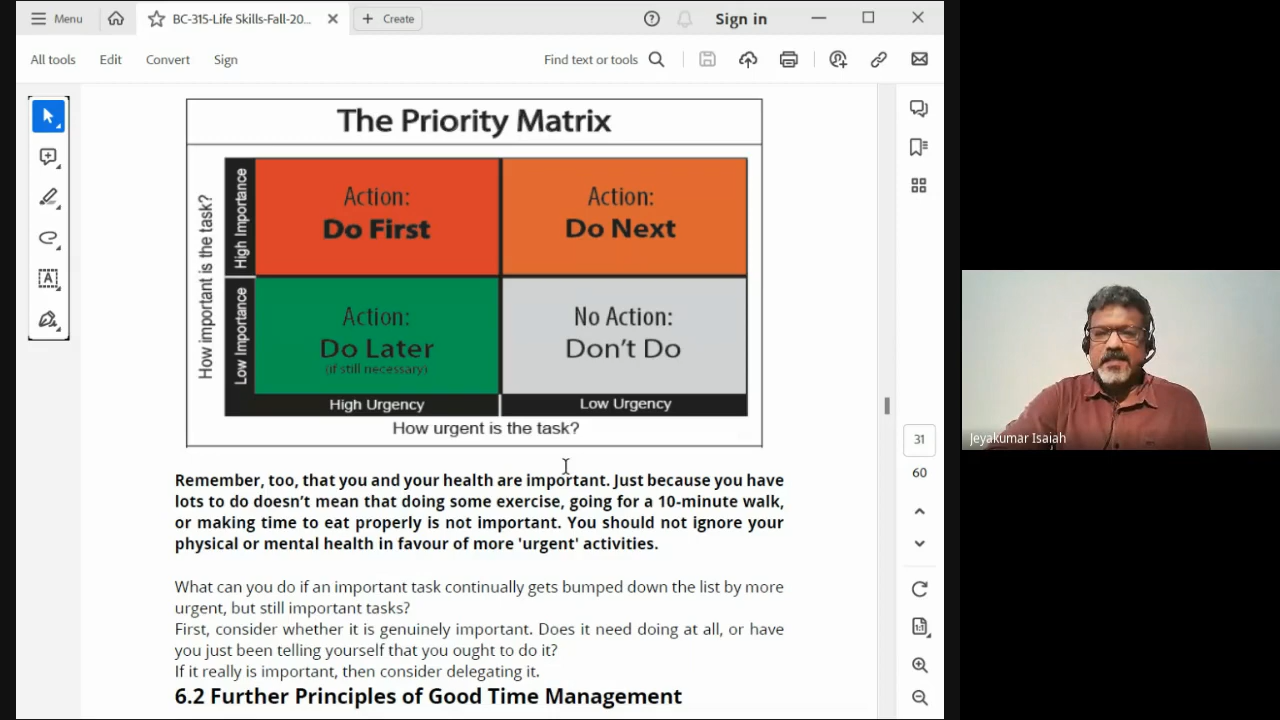 Menu
BC-315-Life Skills-Fall-20...
Create
Sign in
All tools
Edit
Convert
Sign
Find text or tools
The Priority Matrix
How important is the task?
High Importance
Low Importance
Action:
Do First
Action:
Do Next
Action:
Do Later
(if still necessary)
No Action:
Don't Do
High Urgency
Low Urgency
How urgent is the task?
Remember, too, that you and your health are important. Just because you have
lots to do doesn't mean that doing some exercise, going for a 10-minute walk,
or making time to eat properly is not important. You should not ignore your
physical or mental health in favour of more 'urgent' activities.
What can you do if an important task continually gets bumped down the list by more
urgent, but still important tasks?
First, consider whether it is genuinely important. Does it need doing at all, or have
you just been telling yourself that you ought to do it?
If it really is important, then consider delegating it.
6.2 Further Principles of Good Time Management
31
60
1:1
Jeyakumar Isaiah